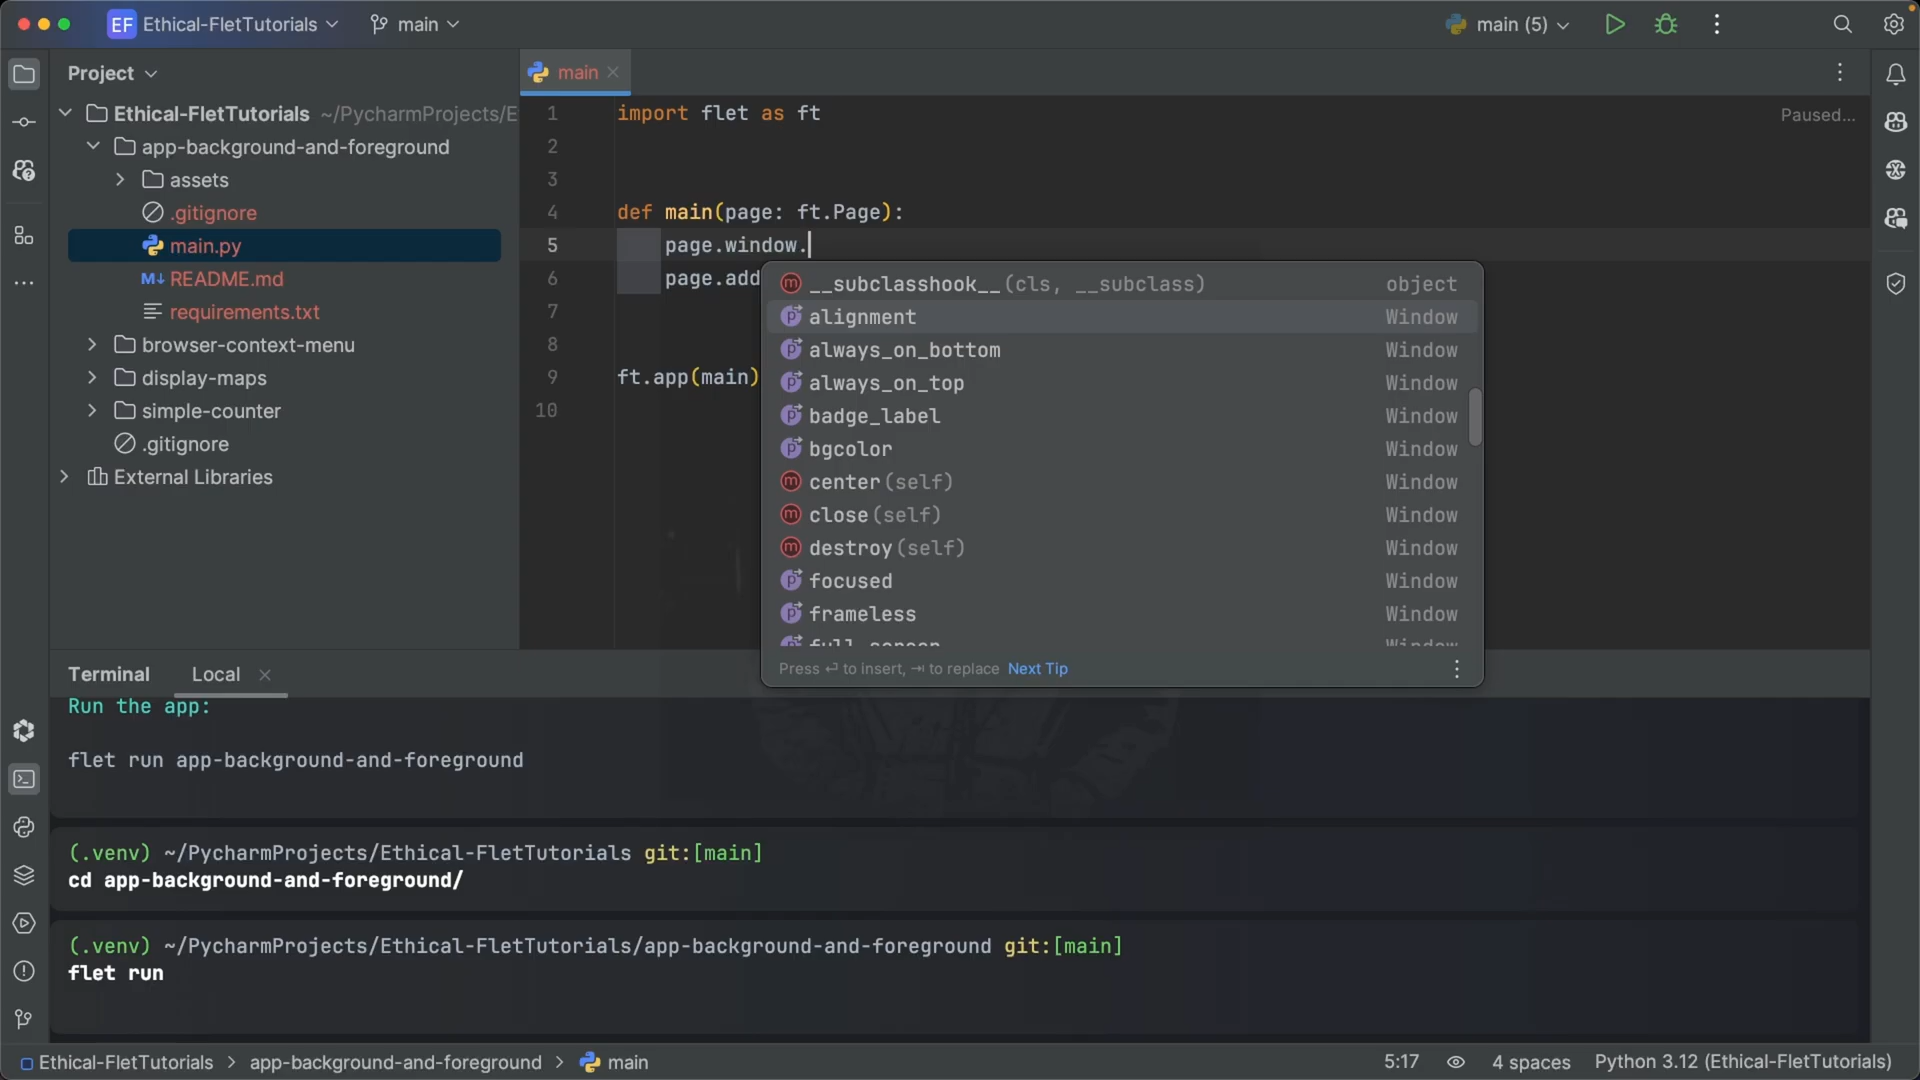 EF Ethical-FletTutorials main main (5)
Project
Ethical-FletTutorials ~/PycharmProjects/E
app-background-and-foreground
assets
.gitignore
main.py
M↓ README.md
requirements.txt
browser-context-menu
display-maps
simple-counter
.gitignore
External Libraries
main
1 import flet as ft
Paused...
2
3
4 def main(page: ft.Page):
5 page.window.
6 page.add
7
8
9 ft.app(main)
10
m __subclasshook__(cls, __subclass) object
p alignment Window
p always_on_bottom Window
p always_on_top Window
p badge_label Window
p bgcolor Window
m center(self) Window
m close(self) Window
m destroy(self) Window
p focused Window
p frameless Window
p full_screen Window
Press ⏎ to insert, ⇥ to replace Next Tip
Terminal Local
Run the app:
flet run app-background-and-foreground
(.venv) ~/PycharmProjects/Ethical-FletTutorials git:[main]
cd app-background-and-foreground/
(.venv) ~/PycharmProjects/Ethical-FletTutorials/app-background-and-foreground git:[main]
flet run
Ethical-FletTutorials > app-background-and-foreground > main
5:17 4 spaces Python 3.12 (Ethical-FletTutorials)